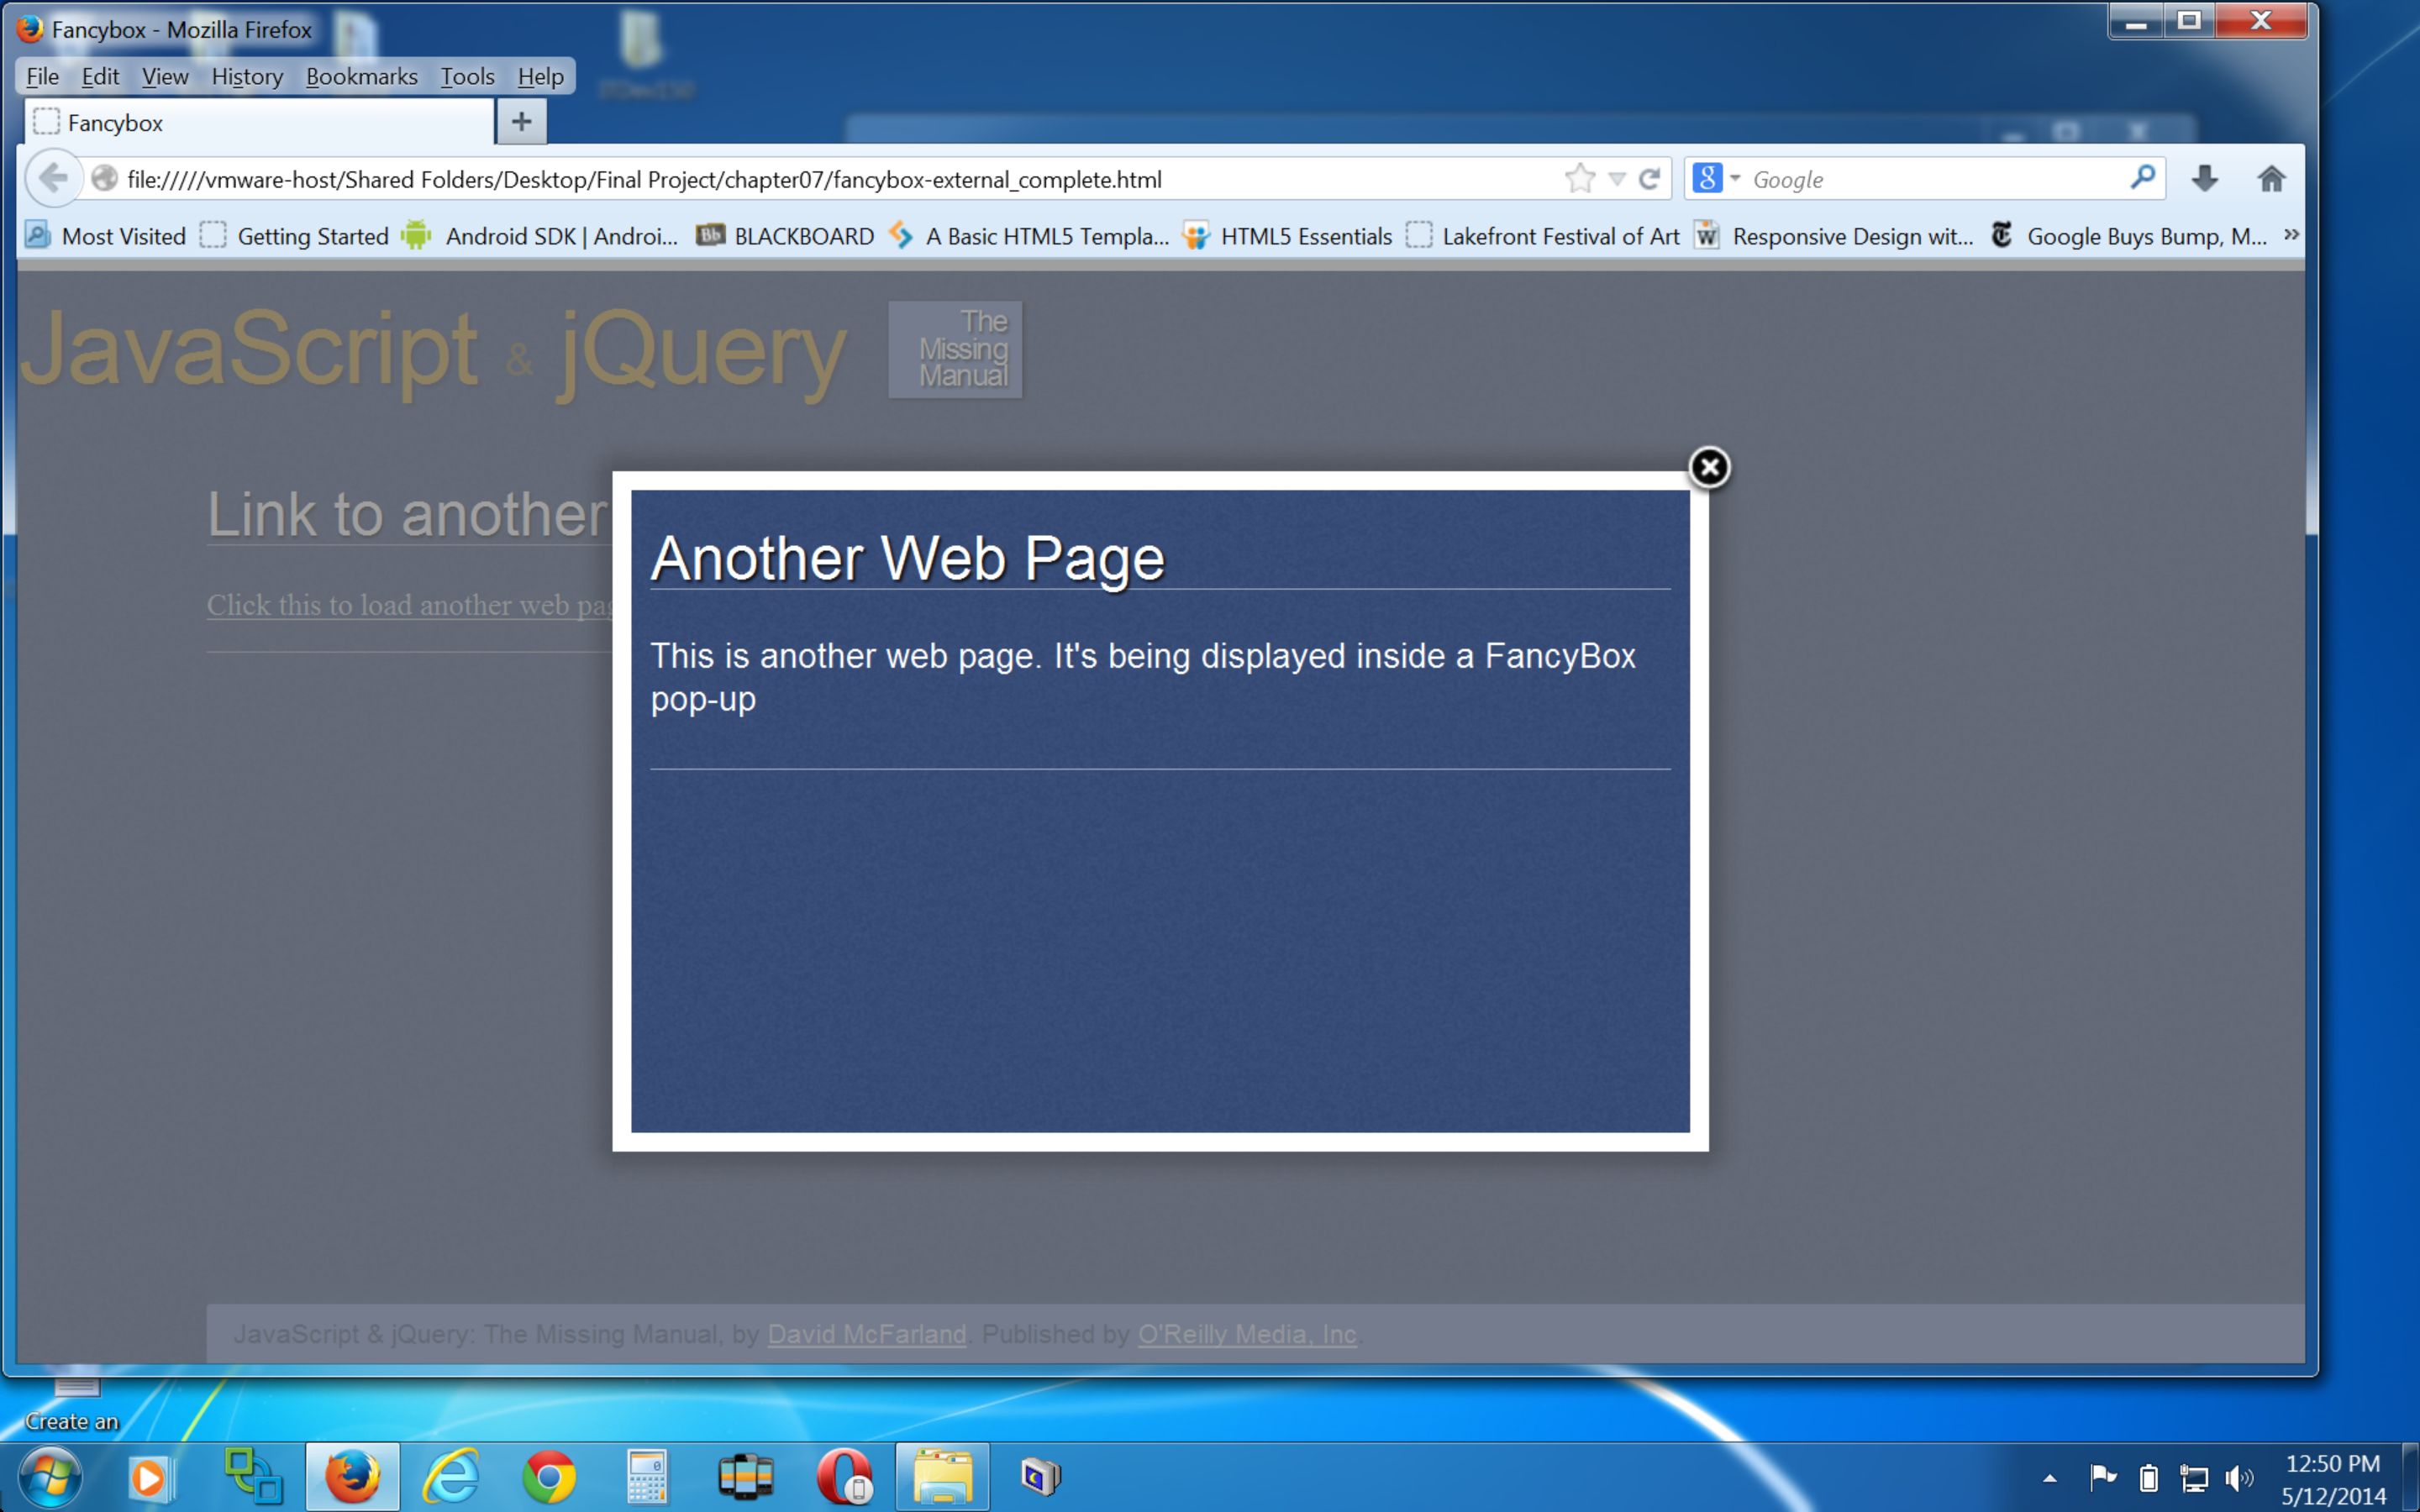 Fancybox - Mozilla Firefox
File Edit View History Bookmarks Tools Help
Fancybox
file://///vmware-host/Shared Folders/Desktop/Final Project/chapter07/fancybox-external_complete.html
Google
Most Visited Getting Started Android SDK | Androi... BLACKBOARD A Basic HTML5 Templa... HTML5 Essentials Lakefront Festival of Art Responsive Design wit... Google Buys Bump, M...
JavaScript & jQuery
The
Missing
Manual
Link to another
Click this to load another web
Another Web Page
This is another web page. It's being displayed inside a FancyBox
pop-up
JavaScript & jQuery: The Missing Manual, by David McFarland. Published by O'Reilly Media, Inc.
Create an
12:50 PM
5/12/2014